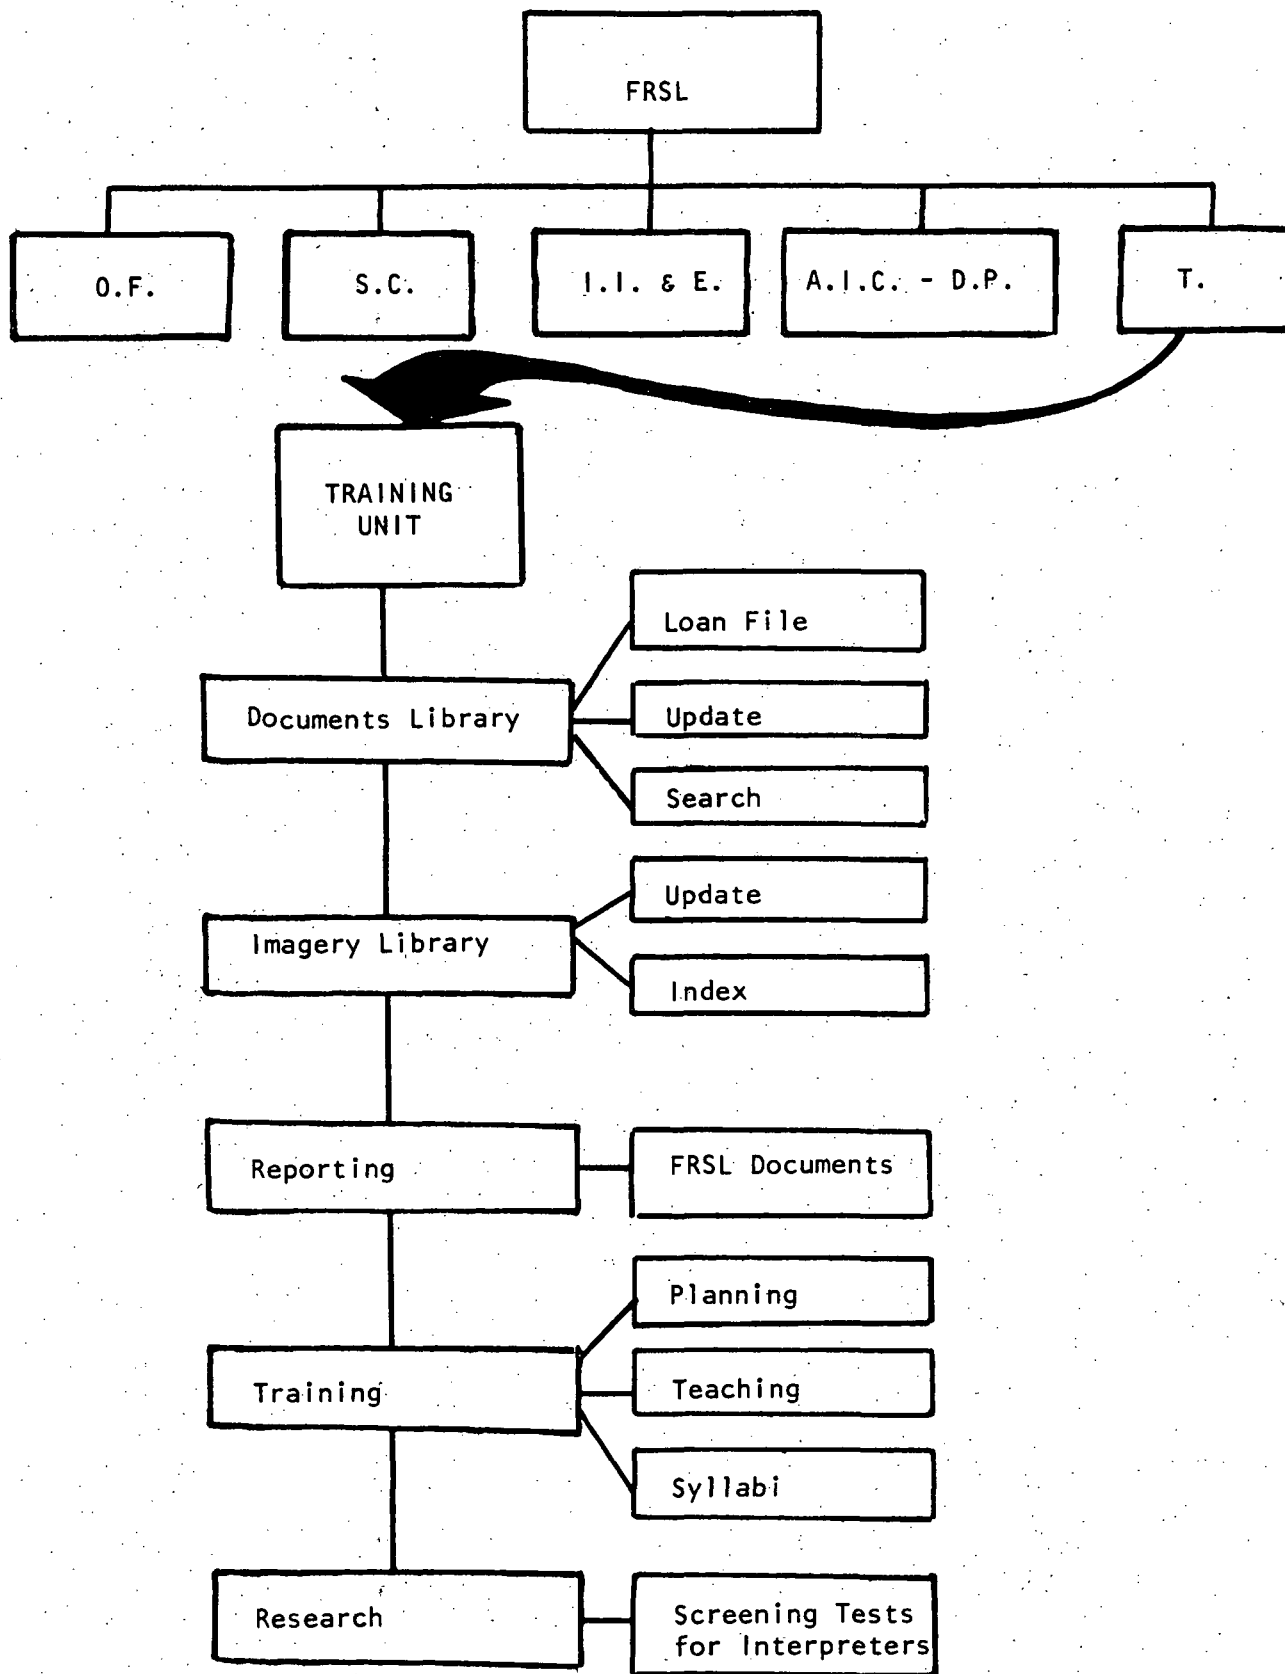 FRSL
O.F.
S.C.
I.I. & E.
A.I.C. - D.P.
T.
TRAINING
UNIT
Loan File
Documents Library
Update
Search
Update
Imagery Library
Index
Reporting
FRSL Documents
Planning
Training
Teaching
Syllabi
Research
Screening Tests
for Interpreters